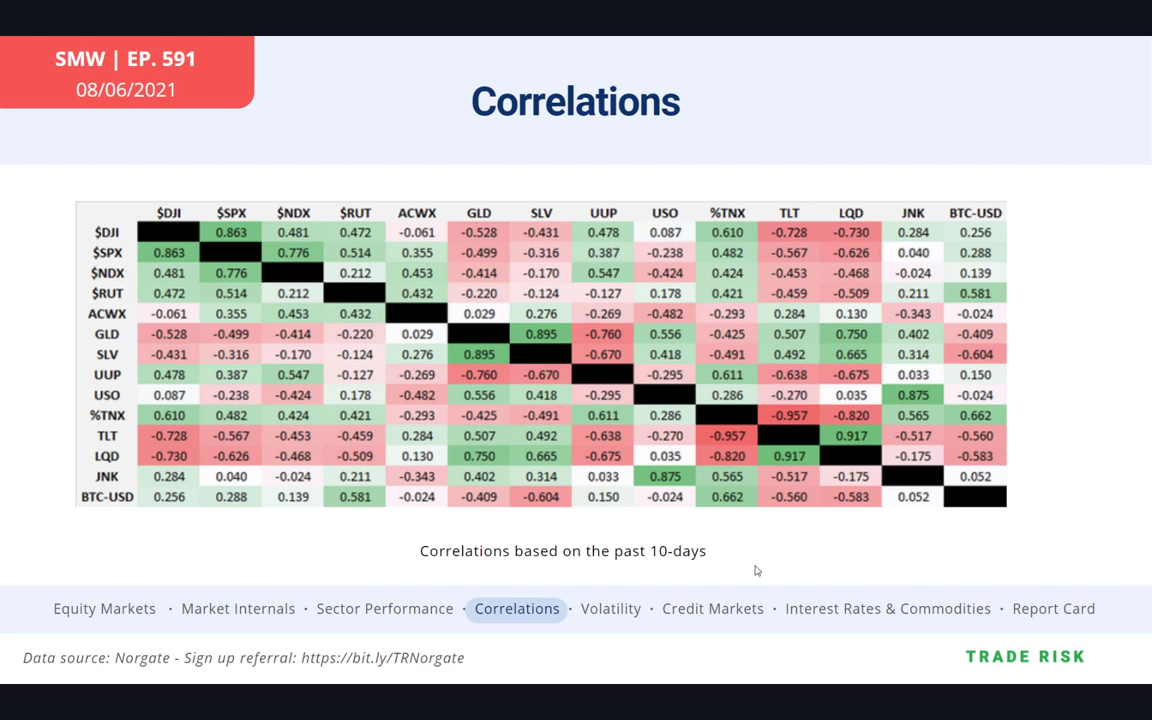 SMW | EP. 591
08/06/2021
Correlations
$DJI $SPX $NDX $RUT ACWX GLD SLV UUP USO %TNX TLT LQD JNK BTC-USD
$DJI 0.863 0.481 0.472 -0.061 -0.528 -0.431 0.478 0.087 0.610 -0.728 -0.730 0.284 0.256
$SPX 0.863 0.776 0.514 0.355 -0.499 -0.316 0.387 -0.238 0.482 -0.567 -0.626 0.040 0.288
$NDX 0.481 0.776 0.212 0.453 -0.414 -0.170 0.547 -0.424 0.424 -0.453 -0.468 -0.024 0.139
$RUT 0.472 0.514 0.212 0.432 -0.220 -0.124 -0.127 0.178 0.421 -0.459 -0.509 0.211 0.581
ACWX -0.061 0.355 0.453 0.432 0.029 0.276 -0.269 -0.482 -0.293 0.284 0.130 -0.343 -0.024
GLD -0.528 -0.499 -0.414 -0.220 0.029 0.895 -0.760 0.556 -0.425 0.507 0.750 0.402 -0.409
SLV -0.431 -0.316 -0.170 -0.124 0.276 0.895 -0.670 0.418 -0.491 0.492 0.665 0.314 -0.604
UUP 0.478 0.387 0.547 -0.127 -0.269 -0.760 -0.670 -0.295 0.611 -0.638 -0.675 0.033 0.150
USO 0.087 -0.238 -0.424 0.178 -0.482 0.556 0.418 -0.295 0.286 -0.270 0.035 0.875 -0.024
%TNX 0.610 0.482 0.424 0.421 -0.293 -0.425 -0.491 0.611 0.286 -0.957 -0.820 0.565 0.662
TLT -0.728 -0.567 -0.453 -0.459 0.284 0.507 0.492 -0.638 -0.270 -0.957 0.917 -0.517 -0.560
LQD -0.730 -0.626 -0.468 -0.509 0.130 0.750 0.665 -0.675 0.035 -0.820 0.917 -0.175 -0.583
JNK 0.284 0.040 -0.024 0.211 -0.343 0.402 0.314 0.033 0.875 0.565 -0.517 -0.175 0.052
BTC-USD 0.256 0.288 0.139 0.581 -0.024 -0.409 -0.604 0.150 -0.024 0.662 -0.560 -0.583 0.052
Correlations based on the past 10-days
Equity Markets · Market Internals · Sector Performance · Correlations · Volatility · Credit Markets · Interest Rates & Commodities · Report Card
Data source: Norgate - Sign up referral: https://bit.ly/TRNorgate
TRADE RISK